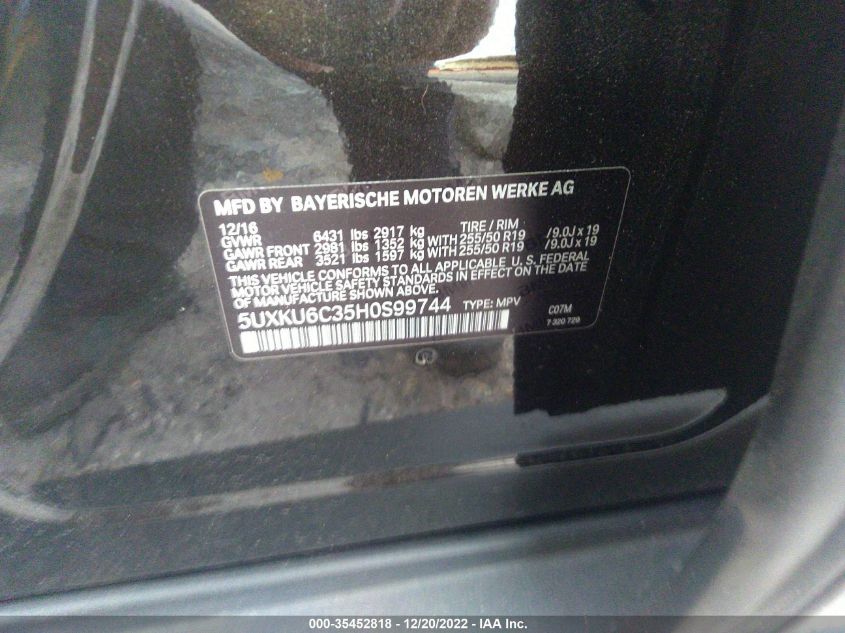 MFD BY BAYERISCHE MOTOREN WERKE AG
12/16 TIRE / RIM
GVWR 6431 lbs 2917 kg
GAWR FRONT 2981 lbs 1352 kg WITH 255/50 R19 /9.0J x 19
GAWR REAR 3521 lbs 1597 kg WITH 255/50 R19 /9.0J x 19
THIS VEHICLE CONFORMS TO ALL APPLICABLE U. S. FEDERAL
MOTOR VEHICLE SAFETY STANDARDS IN EFFECT ON THE DATE
OF MANUFACTURE SHOWN ABOVE.
5UXKU6C35H0S99744 TYPE: MPV C07M
7 320 729
000-35452818 - 12/20/2022 - IAA Inc.